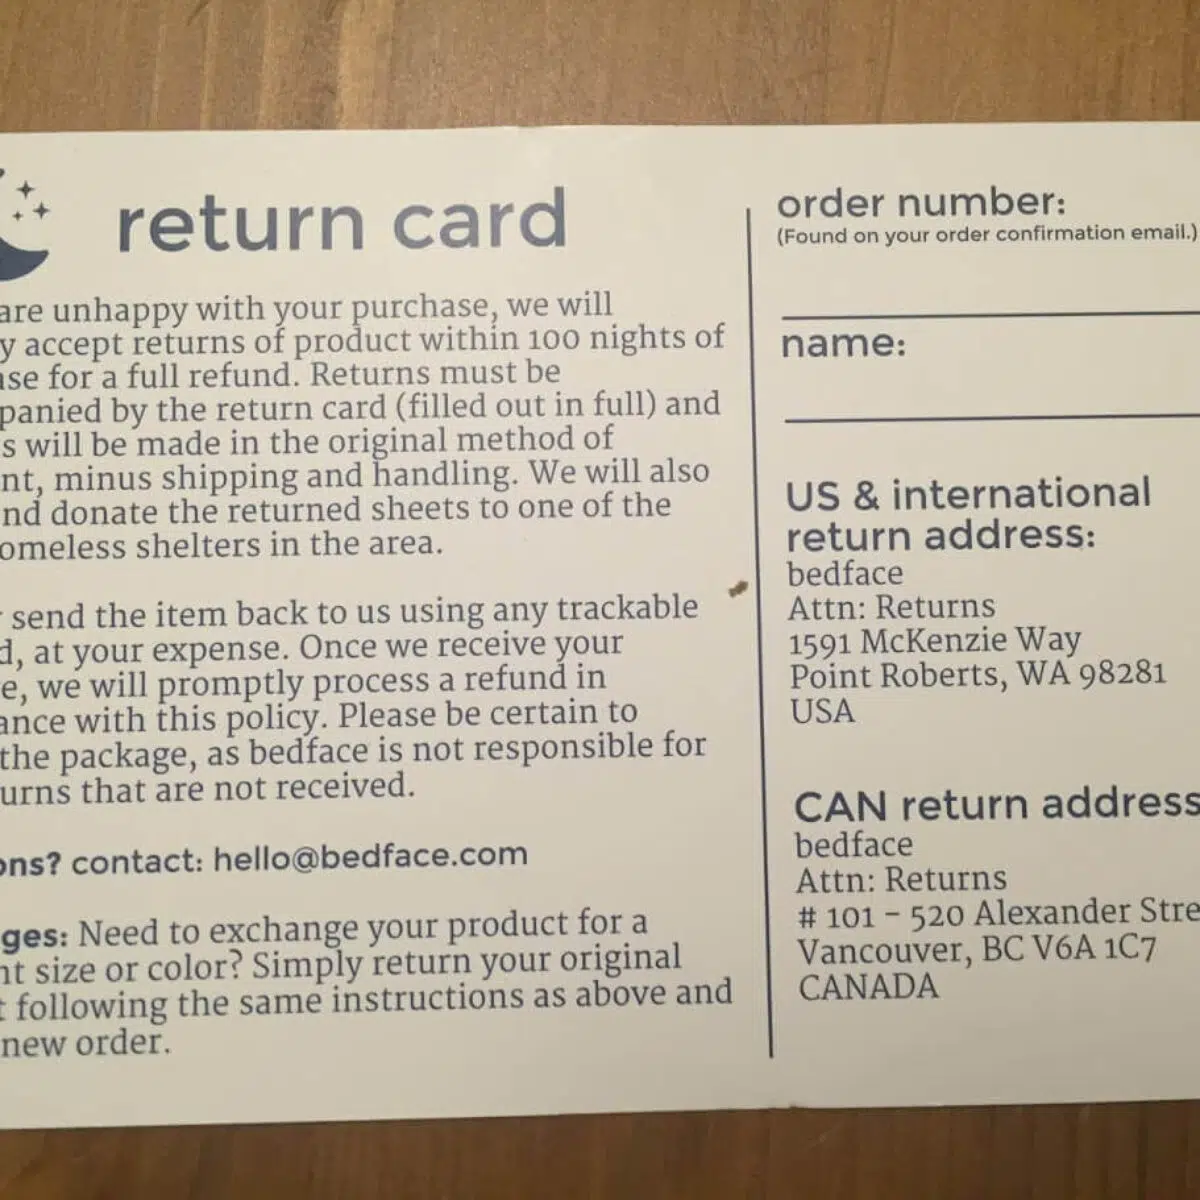 return card
are unhappy with your purchase, we will
y accept returns of product within 100 nights of
ase for a full refund. Returns must be
panied by the return card (filled out in full) and
s will be made in the original method of
nt, minus shipping and handling. We will also
nd donate the returned sheets to one of the
omeless shelters in the area.
send the item back to us using any trackable
d, at your expense. Once we receive your
e, we will promptly process a refund in
ance with this policy. Please be certain to
the package, as bedface is not responsible for
urns that are not received.
ons? contact: hello@bedface.com
ges: Need to exchange your product for a
nt size or color? Simply return your original
t following the same instructions as above and
new order.
order number:
(Found on your order confirmation email.)
name:
US & international
return address:
bedface
Attn: Returns
1591 McKenzie Way
Point Roberts, WA 98281
USA
CAN return address
bedface
Attn: Returns
# 101 - 520 Alexander Stre
Vancouver, BC V6A 1C7
CANADA